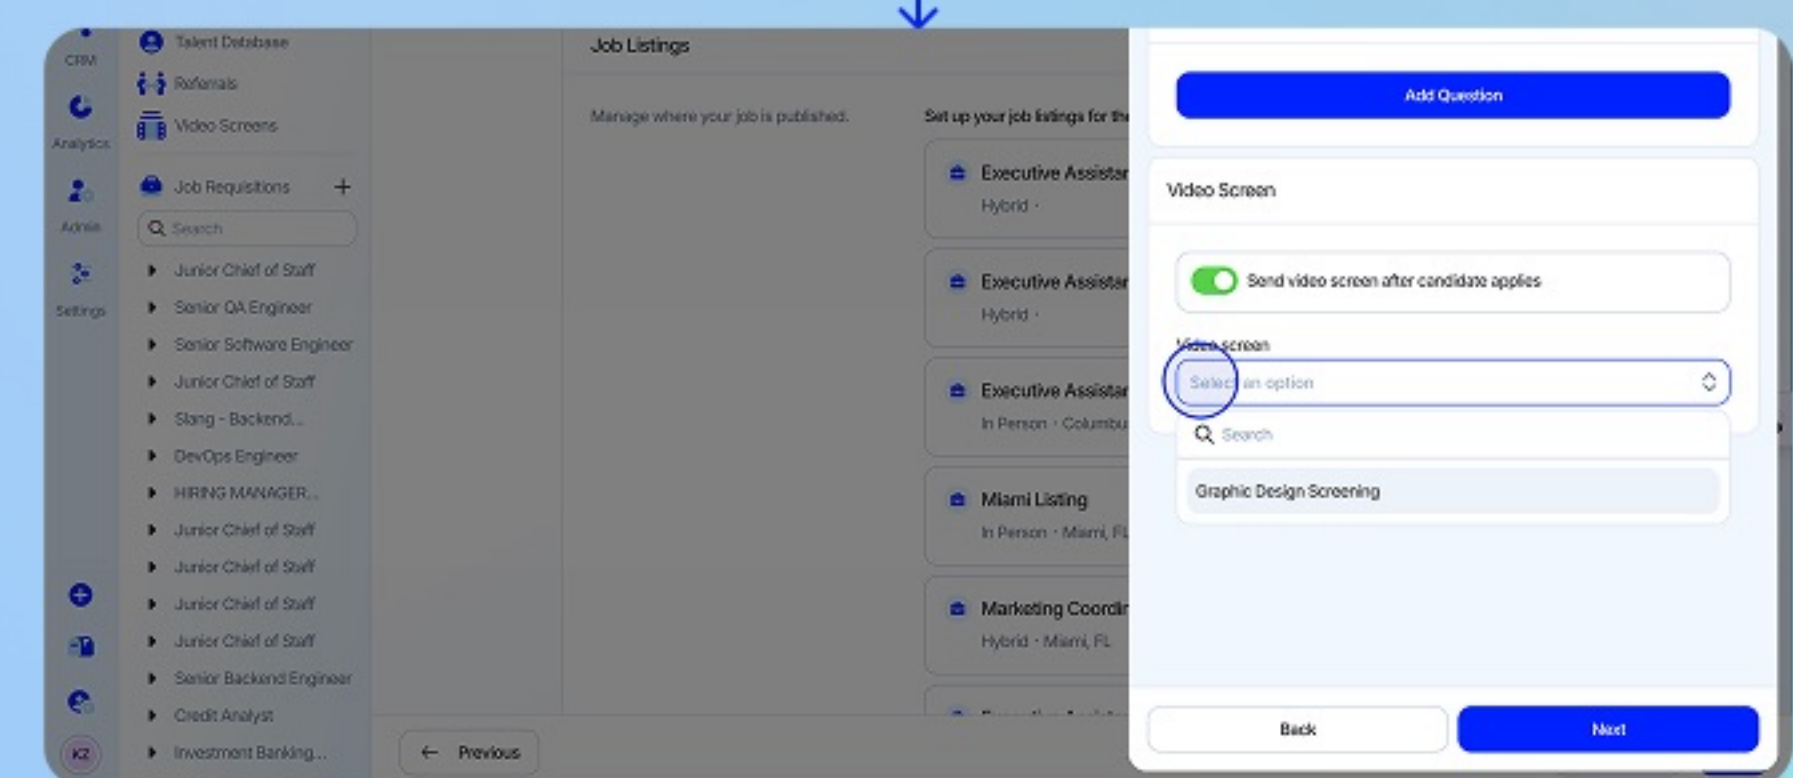 CRM
Analytics
Admin
Settings
KZ
Talent Database
Referrals
Video Screens
Job Requisitions
Search
Junior Chief of Staff
Senior QA Engineer
Senior Software Engineer
Junior Chief of Staff
Slang - Backend...
DevOps Engineer
HIRING MANAGER...
Junior Chief of Staff
Junior Chief of Staff
Junior Chief of Staff
Junior Chief of Staff
Senior Backend Engineer
Credit Analyst
Investment Banking...
Job Listings
Manage where your job is published.
Set up your job listings for the
Executive Assistan
Hybrid ·
Executive Assistan
Hybrid ·
Executive Assistan
In Person · Columbu
Miami Listing
In Person · Miami, FL
Marketing Coordin
Hybrid · Miami, FL
← Previous
Add Question
Video Screen
Send video screen after candidate applies
Video screen
Select an option
Search
Graphic Design Screening
Back
Next